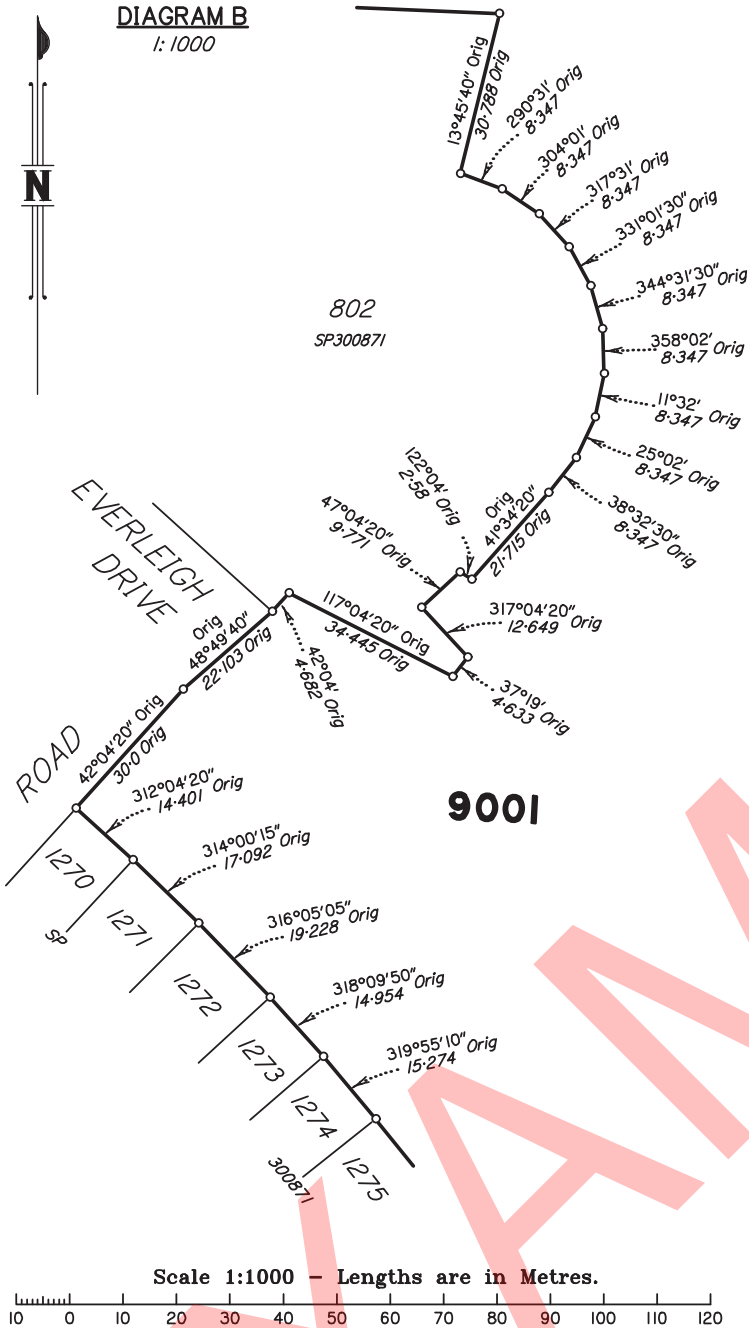 DIAGRAM B
1:1000
N
13°45'40" Orig
30·788 Orig
290°31' Orig
8·347
304°01' Orig
8·347
317°31' Orig
8·347
331°01'30" Orig
8·347
344°31'30" Orig
8·347
802
SP300871
358°02' Orig
8·347
11°32' Orig
8·347
25°02' Orig
8·347
38°32'30" Orig
8·347
Orig
41°34'20"
21·715 Orig
122°04' Orig
2·58
47°04'20" Orig
9·771
EVERLEIGH
DRIVE
317°04'20" Orig
12·649
117°04'20" Orig
34·445 Orig
37°19' Orig
4·633
42°04' Orig
4·682
Orig
48°49'40"
22·103 Orig
ROAD
42°04'20" Orig
30·0 Orig
9001
312°04'20" Orig
14·401
314°00'15" Orig
17·092
316°05'05" Orig
19·228
318°09'50" Orig
14·954
319°55'10" Orig
15·274
1270
SP
1271
1272
1273
1274
300871
1275
Scale 1:1000 – Lengths are in Metres.
10 0 10 20 30 40 50 60 70 80 90 100 110 120